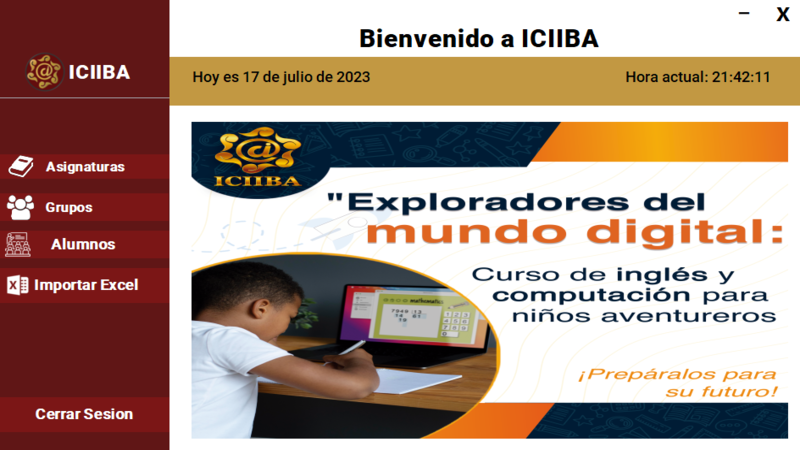 – X
Bienvenido a ICIIBA
ICIIBA
Hoy es 17 de julio de 2023
Hora actual: 21:42:11
Asignaturas
Grupos
Alumnos
Importar Excel
Cerrar Sesion
ICIIBA
"Exploradores del
mundo digital:
Curso de inglés y
computación para
niños aventureros
¡Prepáralos para
su futuro!